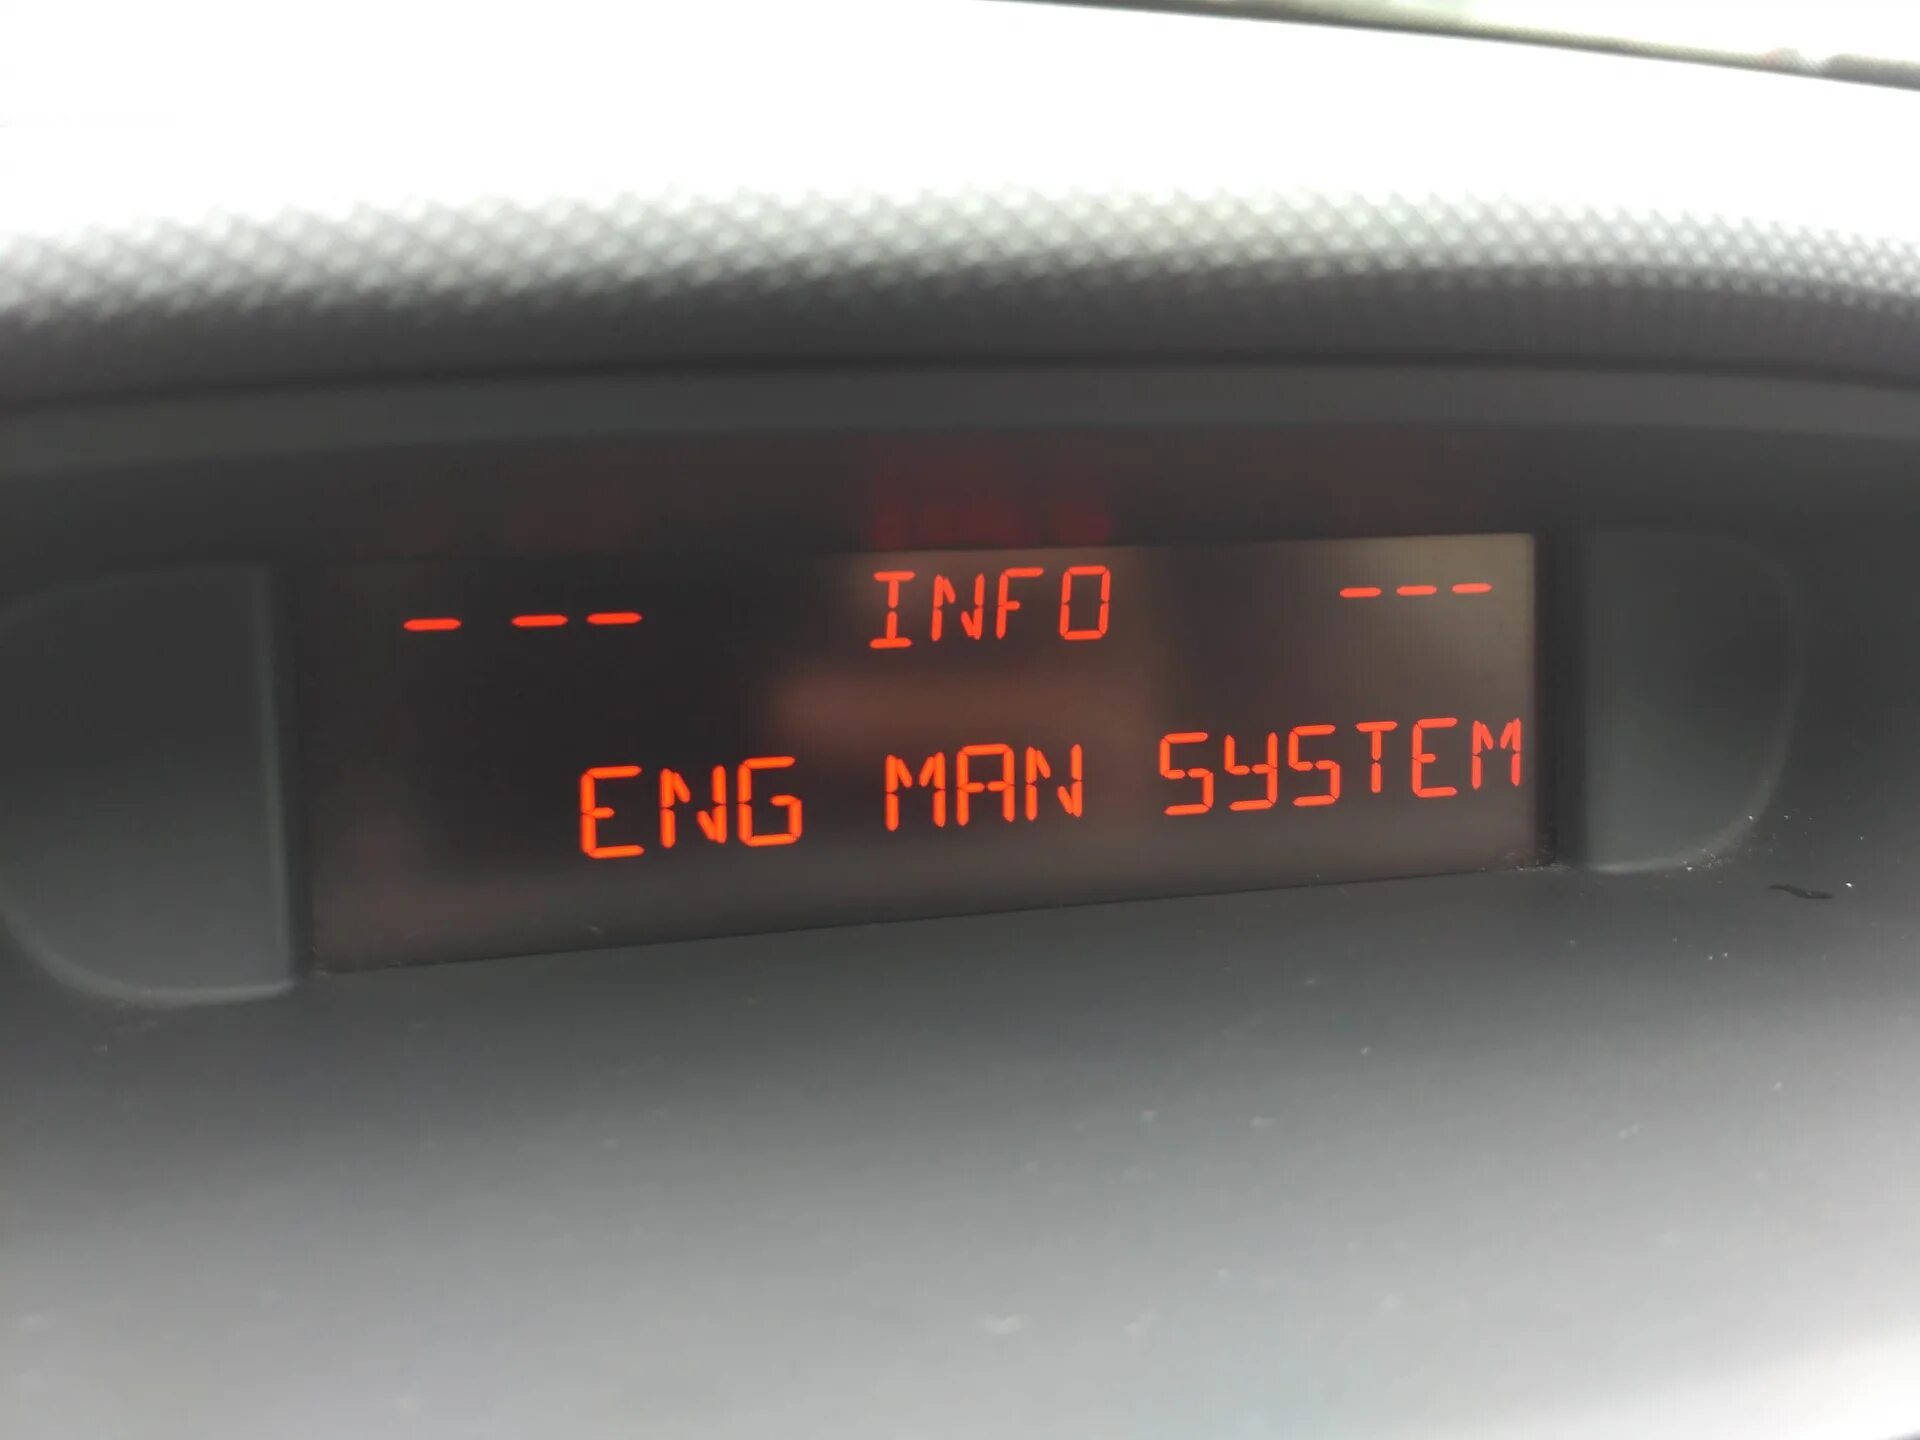 - -- INFO ---
ENG MAN SYSTEM